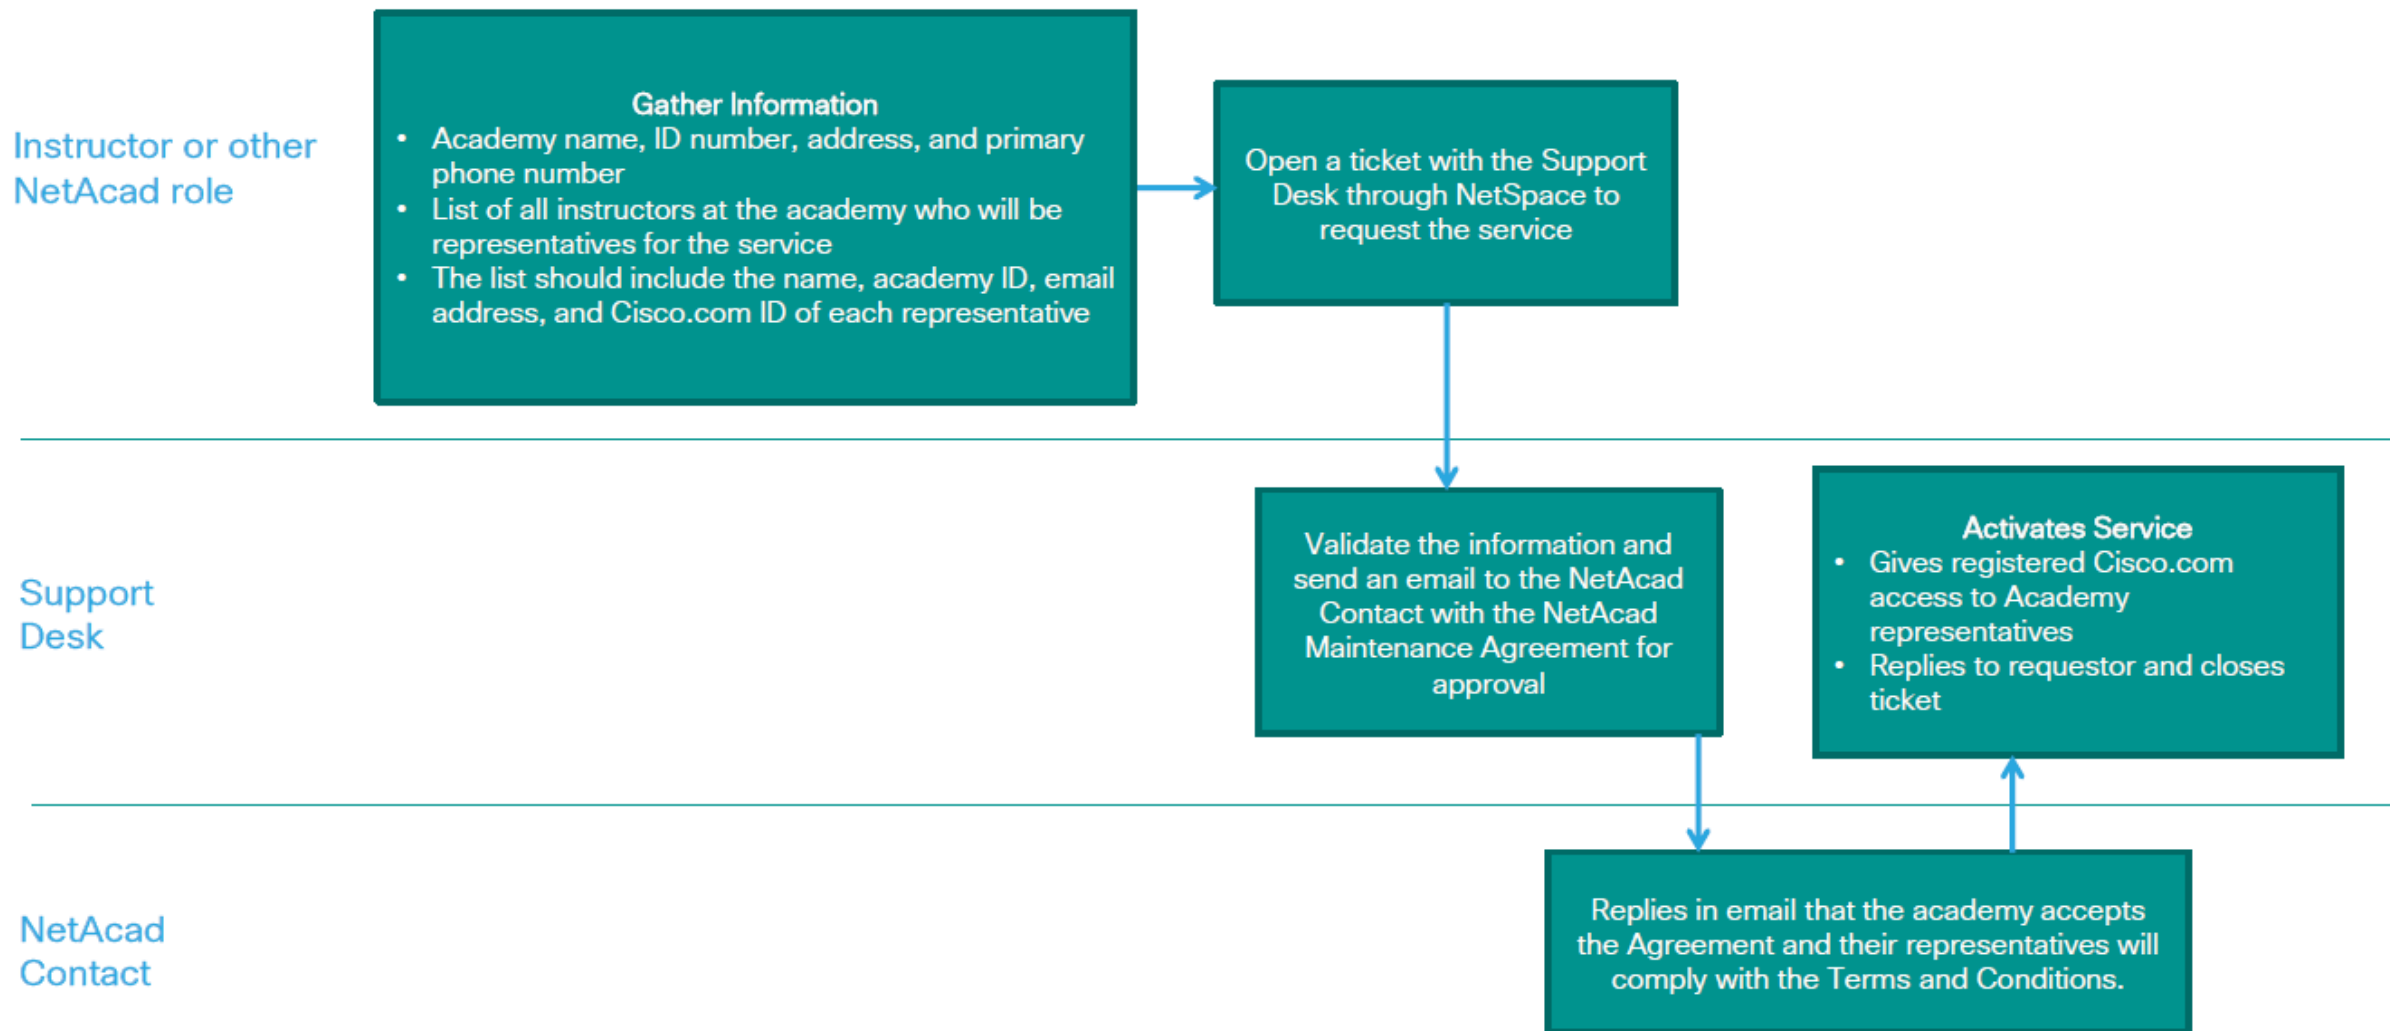 Instructor or other
NetAcad role
Gather Information
• Academy name, ID number, address, and primary
phone number
• List of all instructors at the academy who will be
representatives for the service
• The list should include the name, academy ID, email
address, and Cisco.com ID of each representative
Open a ticket with the Support
Desk through NetSpace to
request the service
Support
Desk
Validate the information and
send an email to the NetAcad
Contact with the NetAcad
Maintenance Agreement for
approval
Activates Service
• Gives registered Cisco.com
access to Academy
representatives
• Replies to requestor and closes
ticket
NetAcad
Contact
Replies in email that the academy accepts
the Agreement and their representatives will
comply with the Terms and Conditions.